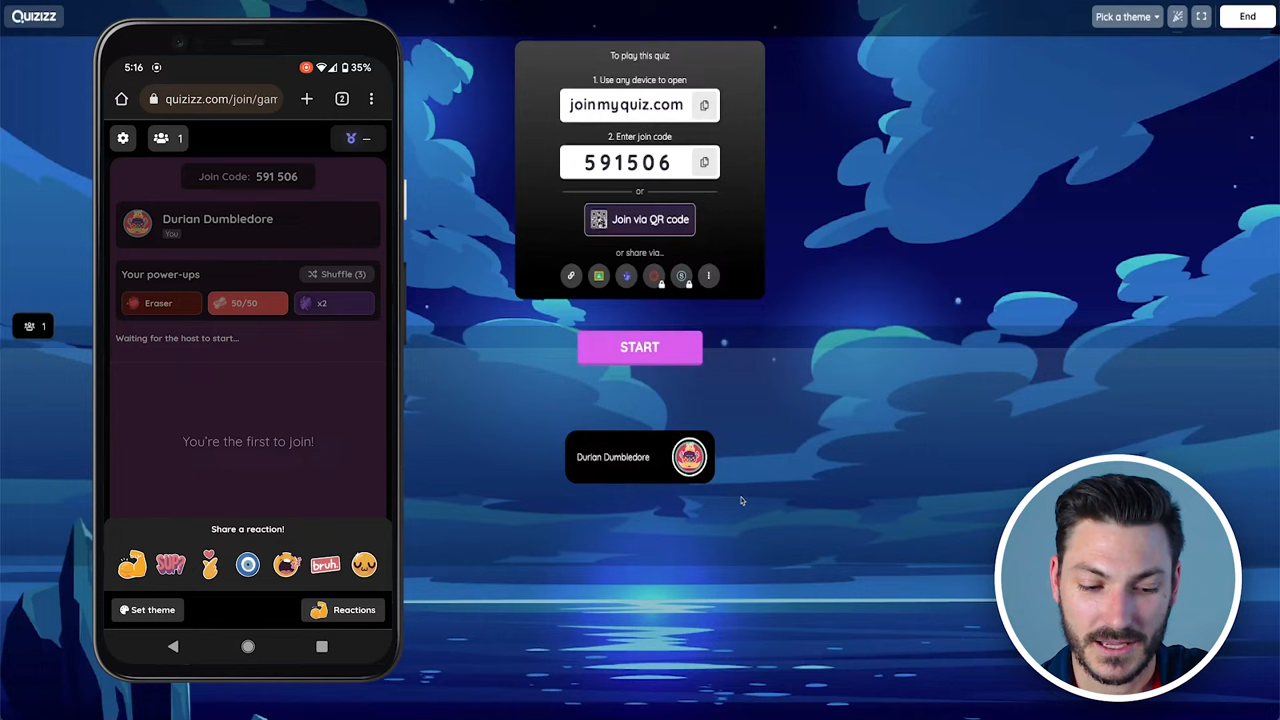 Quizizz
Pick a theme
End
5:16
35%
quizizz.com/join/gam
2
1
–
Join Code: 591 506
Durian Dumbledore
You
Your power-ups
Shuffle (3)
Eraser
50/50
x2
Waiting for the host to start...
You're the first to join!
Share a reaction!
SUP?
bruh.
Set theme
Reactions
1
To play this quiz
1. Use any device to open
joinmyquiz.com
2. Enter join code
591506
or
Join via QR code
or share via...
START
Durian Dumbledore